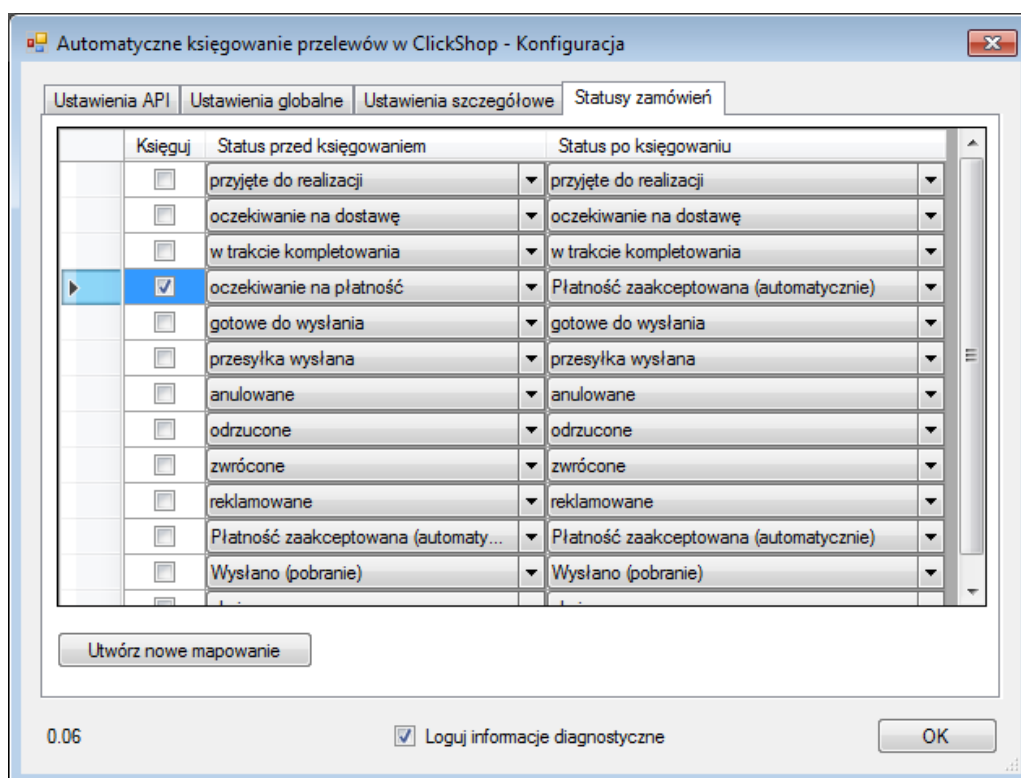 Automatyczne księgowanie przelewów w ClickShop - Konfiguracja
Ustawienia API Ustawienia globalne Ustawienia szczegółowe Statusy zamówień
Księguj Status przed księgowaniem Status po księgowaniu
przyjęte do realizacji przyjęte do realizacji
oczekiwanie na dostawę oczekiwanie na dostawę
w trakcie kompletowania w trakcie kompletowania
oczekiwanie na płatność Płatność zaakceptowana (automatycznie)
gotowe do wysłania gotowe do wysłania
przesyłka wysłana przesyłka wysłana
anulowane anulowane
odrzucone odrzucone
zwrócone zwrócone
reklamowane reklamowane
Płatność zaakceptowana (automaty... Płatność zaakceptowana (automatycznie)
Wysłano (pobranie) Wysłano (pobranie)
Utwórz nowe mapowanie
0.06 Loguj informacje diagnostyczne OK